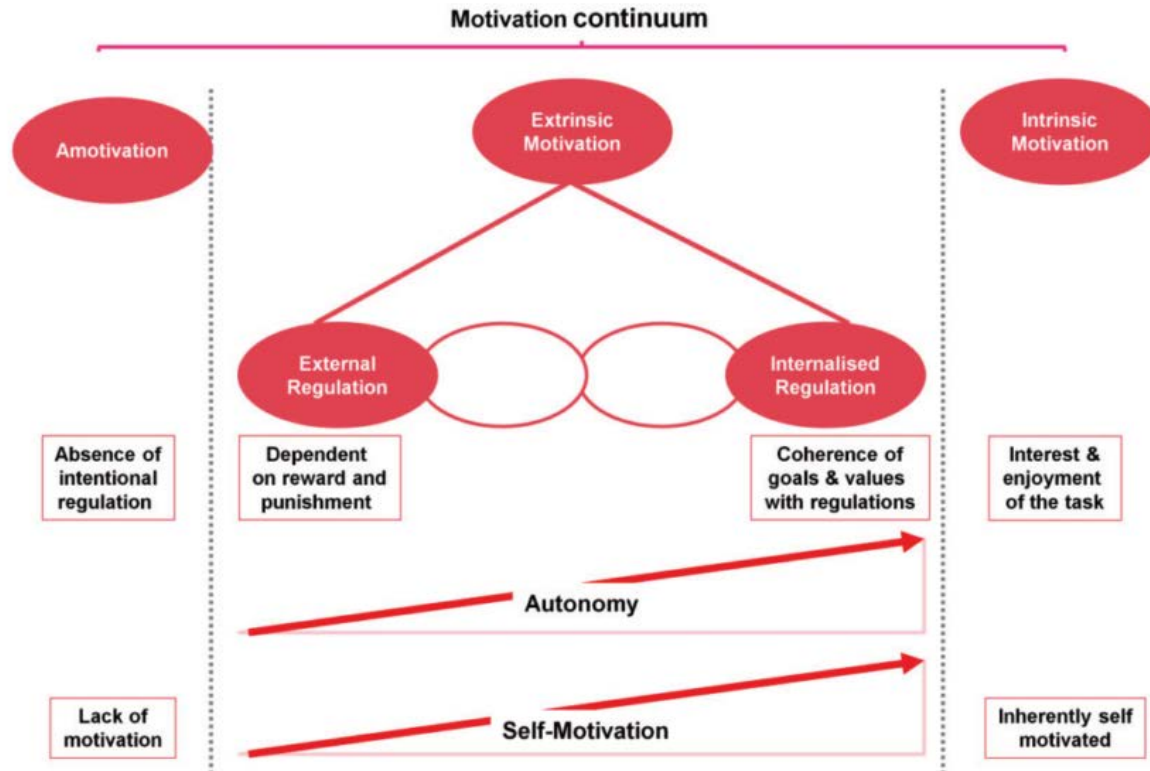 Motivation continuum
Amotivation
Extrinsic
Motivation
Intrinsic
Motivation
External
Regulation
Internalised
Regulation
Absence of
intentional
regulation
Dependent
on reward and
punishment
Coherence of
goals & values
with regulations
Interest &
enjoyment
of the task
Autonomy
Lack of
motivation
Self-Motivation
Inherently self
motivated